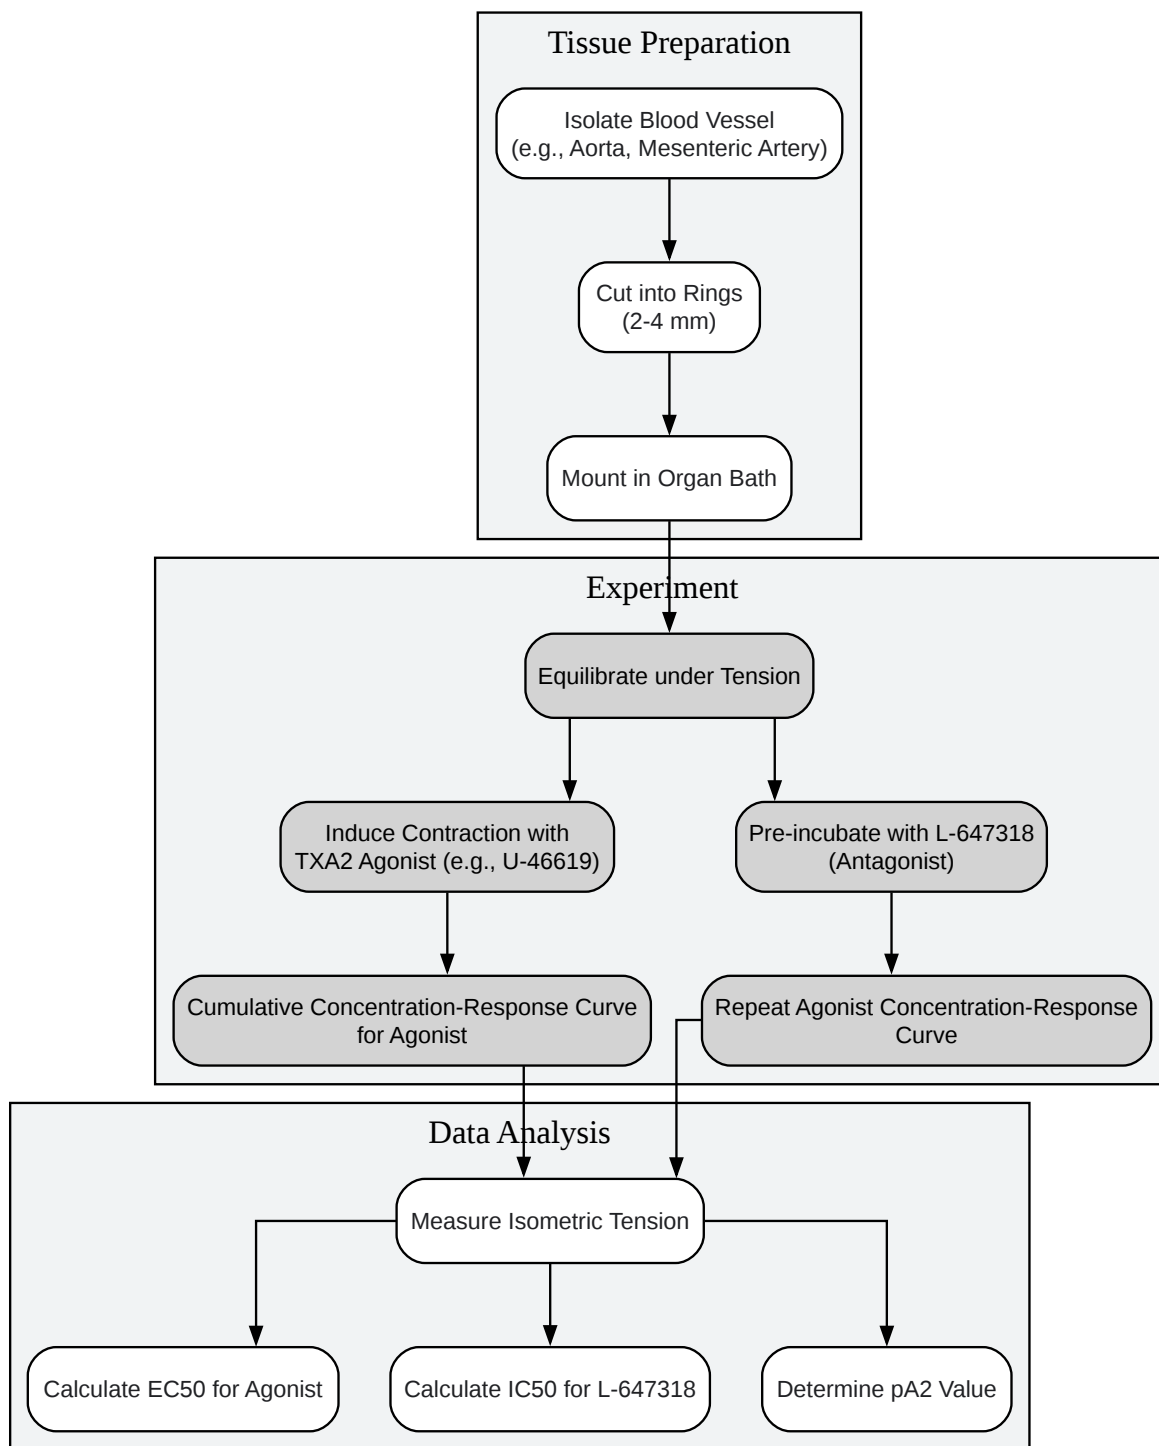 Tissue Preparation
Isolate Blood Vessel
(e.g., Aorta, Mesenteric Artery)
Cut into Rings
(2-4 mm)
Mount in Organ Bath
Experiment
Equilibrate under Tension
Induce Contraction with
TXA2 Agonist (e.g., U-46619)
Pre-incubate with L-647318
(Antagonist)
Cumulative Concentration-Response Curve
for Agonist
Repeat Agonist Concentration-Response
Curve
Data Analysis
Measure Isometric Tension
Calculate EC50 for Agonist
Calculate IC50 for L-647318
Determine pA2 Value